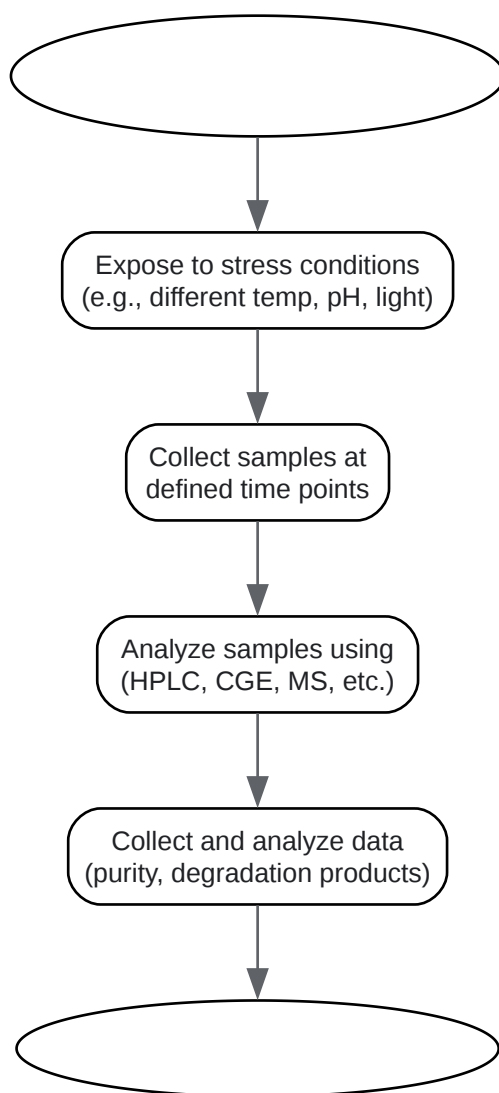 Expose to stress conditions
(e.g., different temp, pH, light)
Collect samples at
defined time points
Analyze samples using
(HPLC, CGE, MS, etc.)
Collect and analyze data
(purity, degradation products)